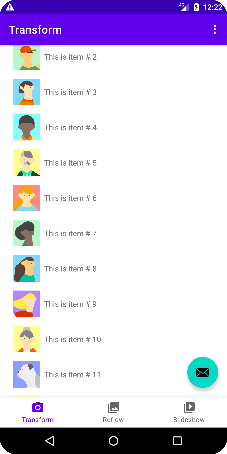 12:22
Transform
This is item # 2
This is item # 3
This is item # 4
This is item # 5
This is item # 6
This is item # 7
This is item # 8
This is item # 9
This is item # 10
This is item # 11
Transform
Reflow
Slideshow